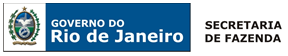 GOVERNO DO
Rio de Janeiro
SECRETARIA
DE FAZENDA